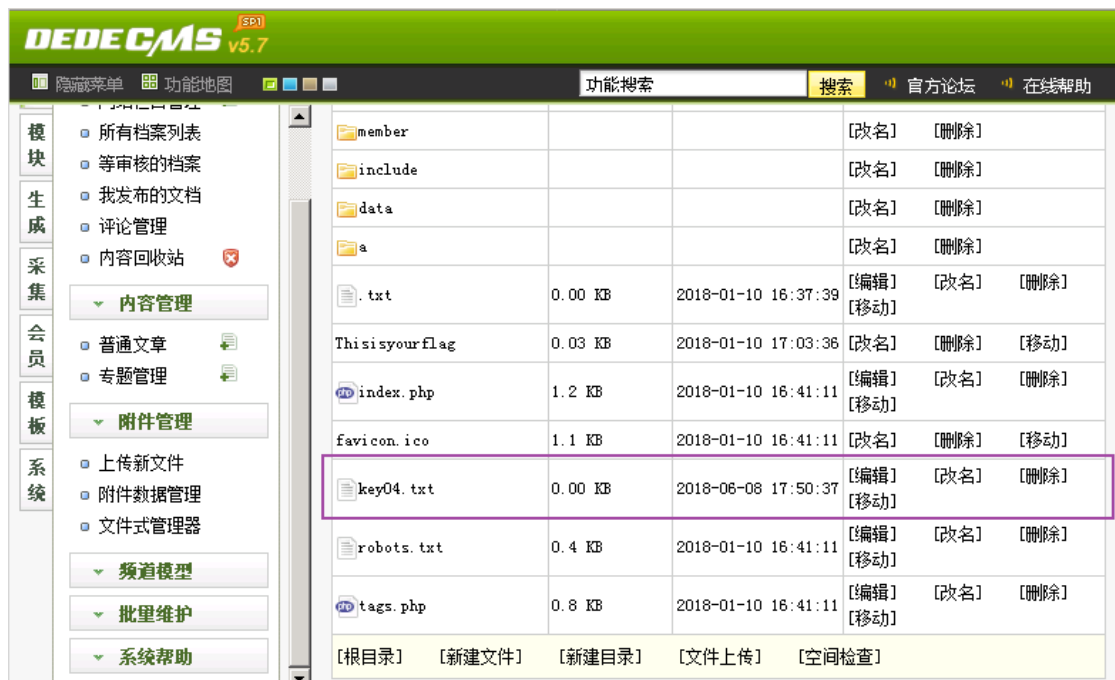 DEDECMS v5.7 SP1
隐藏菜单 功能地图 功能搜索 搜索 官方论坛 在线帮助
模块
生成
采集
会员
模板
系统
所有档案列表
等审核的档案
我发布的文档
评论管理
内容回收站
内容管理
普通文章
专题管理
附件管理
上传新文件
附件数据管理
文件式管理器
频道模型
批量维护
系统帮助
member [改名] [删除]
include [改名] [删除]
data [改名] [删除]
a [改名] [删除]
.txt 0.00 KB 2018-01-10 16:37:39 [编辑] [改名] [删除]
[移动]
Thisisyourflag 0.03 KB 2018-01-10 17:03:36 [改名] [删除] [移动]
index.php 1.2 KB 2018-01-10 16:41:11 [编辑] [改名] [删除]
[移动]
favicon.ico 1.1 KB 2018-01-10 16:41:11 [改名] [删除] [移动]
key04.txt 0.00 KB 2018-06-08 17:50:37 [编辑] [改名] [删除]
[移动]
robots.txt 0.4 KB 2018-01-10 16:41:11 [编辑] [改名] [删除]
[移动]
tags.php 0.8 KB 2018-01-10 16:41:11 [编辑] [改名] [删除]
[移动]
[根目录] [新建文件] [新建目录] [文件上传] [空间检查]